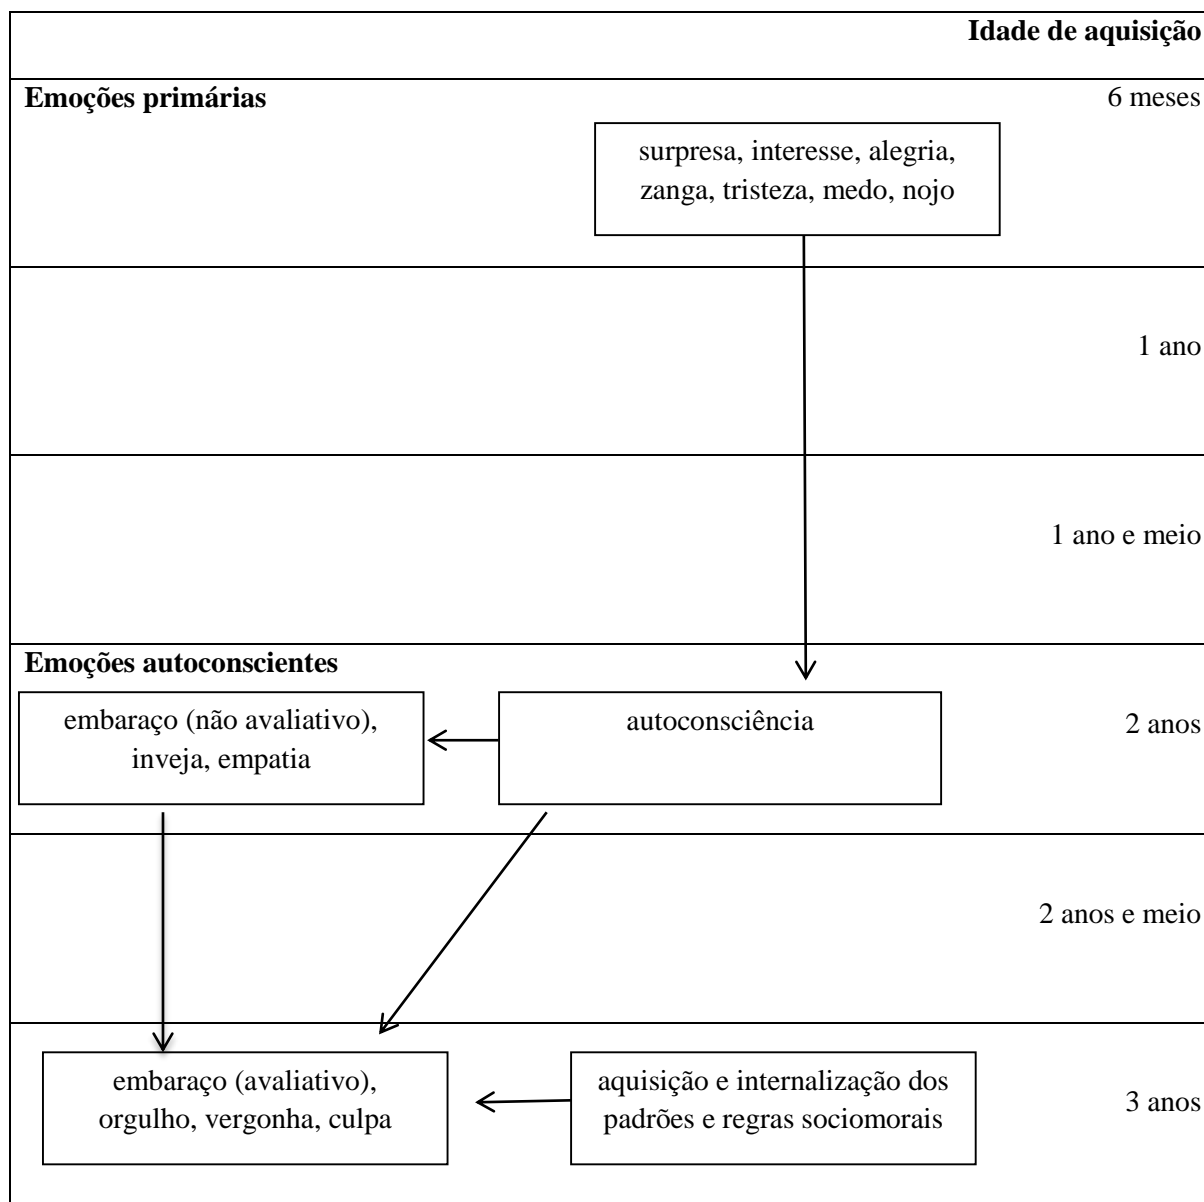 Idade de aquisição
Emoções primárias
6 meses
surpresa, interesse, alegria,
zanga, tristeza, medo, nojo
1 ano
1 ano e meio
Emoções autoconscientes
embaraço (não avaliativo),
inveja, empatia
autoconsciência
2 anos
2 anos e meio
embaraço (avaliativo),
orgulho, vergonha, culpa
aquisição e internalização dos
padrões e regras sociomorais
3 anos